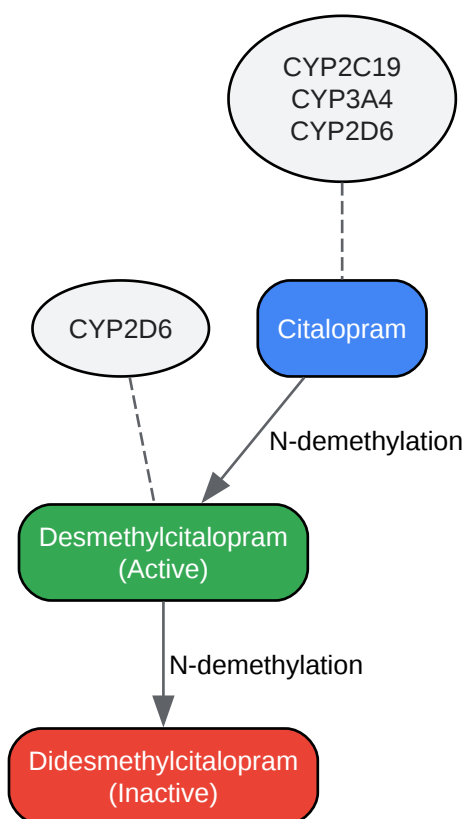 CYP2C19
CYP3A4
CYP2D6
CYP2D6
Citalopram
N-demethylation
Desmethylcitalopram
(Active)
N-demethylation
Didesmethylcitalopram
(Inactive)